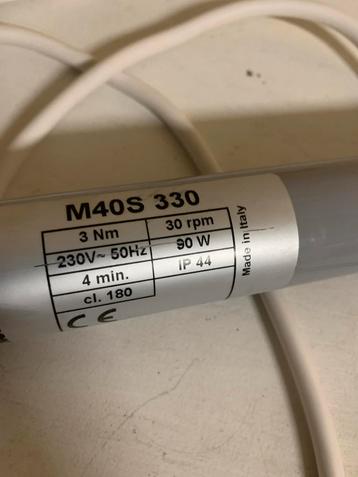 M40S 330
3 Nm 30 rpm
230V~ 50Hz 90 W
4 min. IP 44
cl. 180
CE
Made in Italy